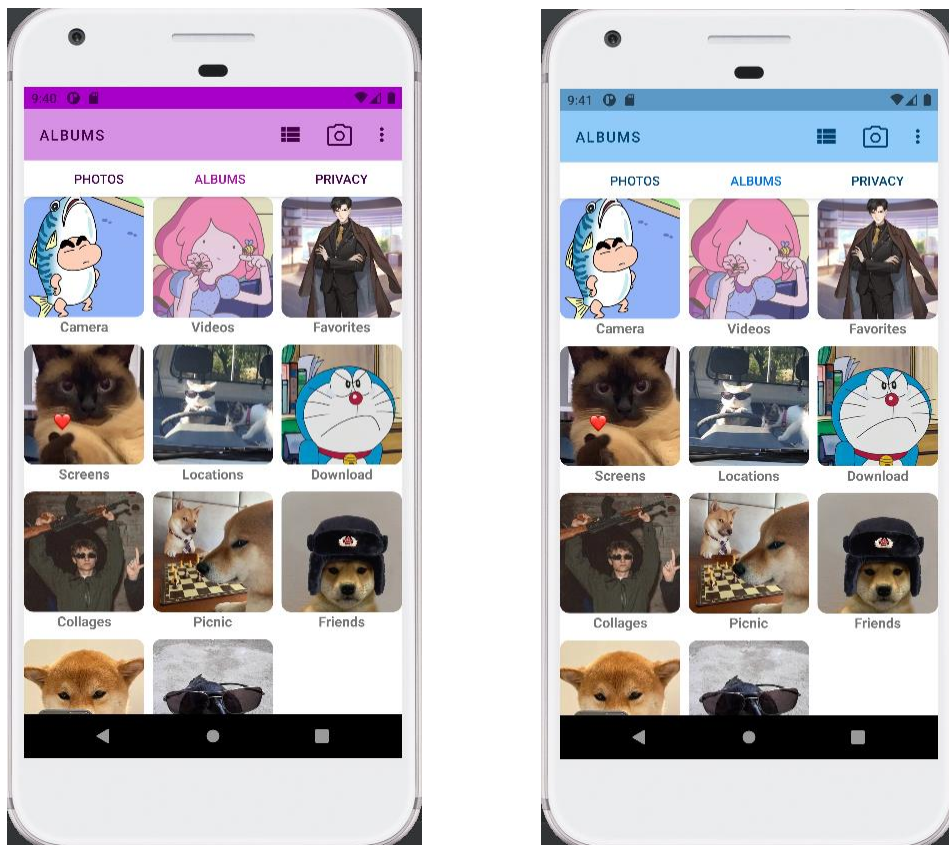 9:40
ALBUMS
PHOTOS ALBUMS PRIVACY
Camera Videos Favorites
Screens Locations Download
Collages Picnic Friends
9:41
ALBUMS
PHOTOS ALBUMS PRIVACY
Camera Videos Favorites
Screens Locations Download
Collages Picnic Friends